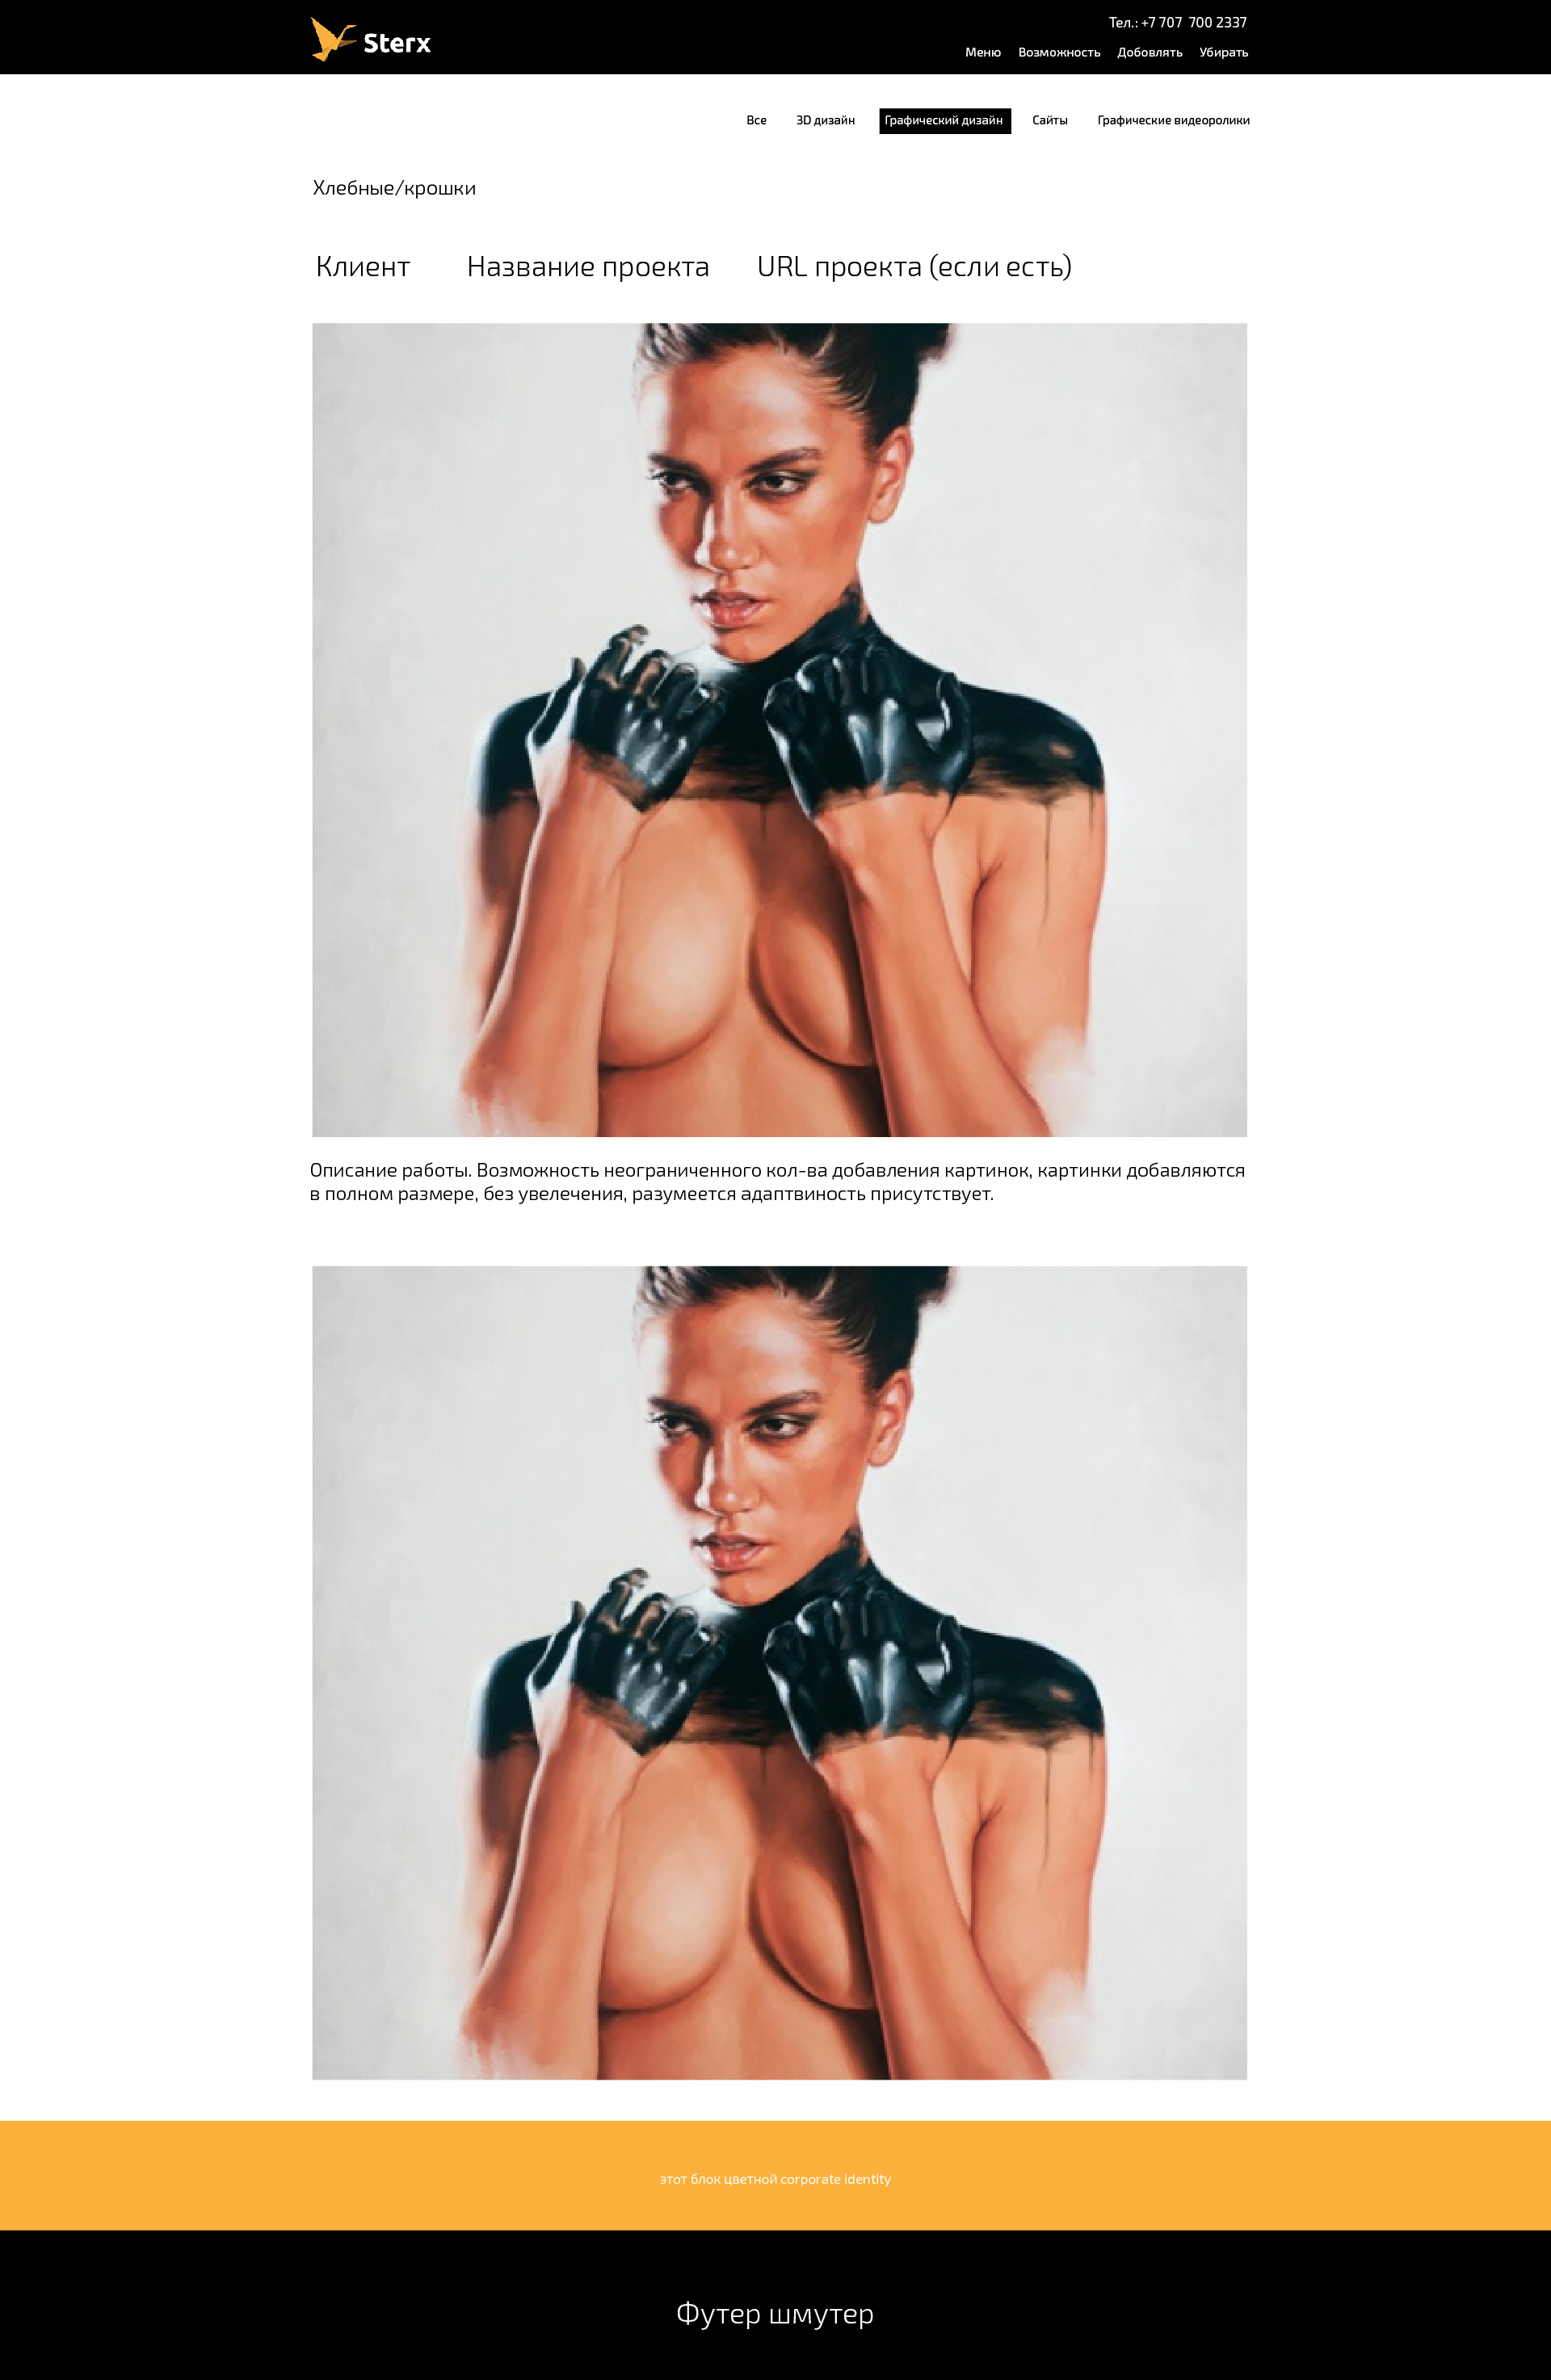 Sterx
Тел.: +7 707 700 2337
Меню Возможность Добовлять Убирать
Все 3D дизайн Графический дизайн Сайты Графические видеоролики
Хлебные/крошки
Клиент Название проекта URL проекта (если есть)
Описание работы. Возможность неограниченного кол-ва добавления картинок, картинки добавляются
в полном размере, без увелечения, разумеется адаптвиность присутствует.
этот блок цветной corporate identity
Футер шмутер